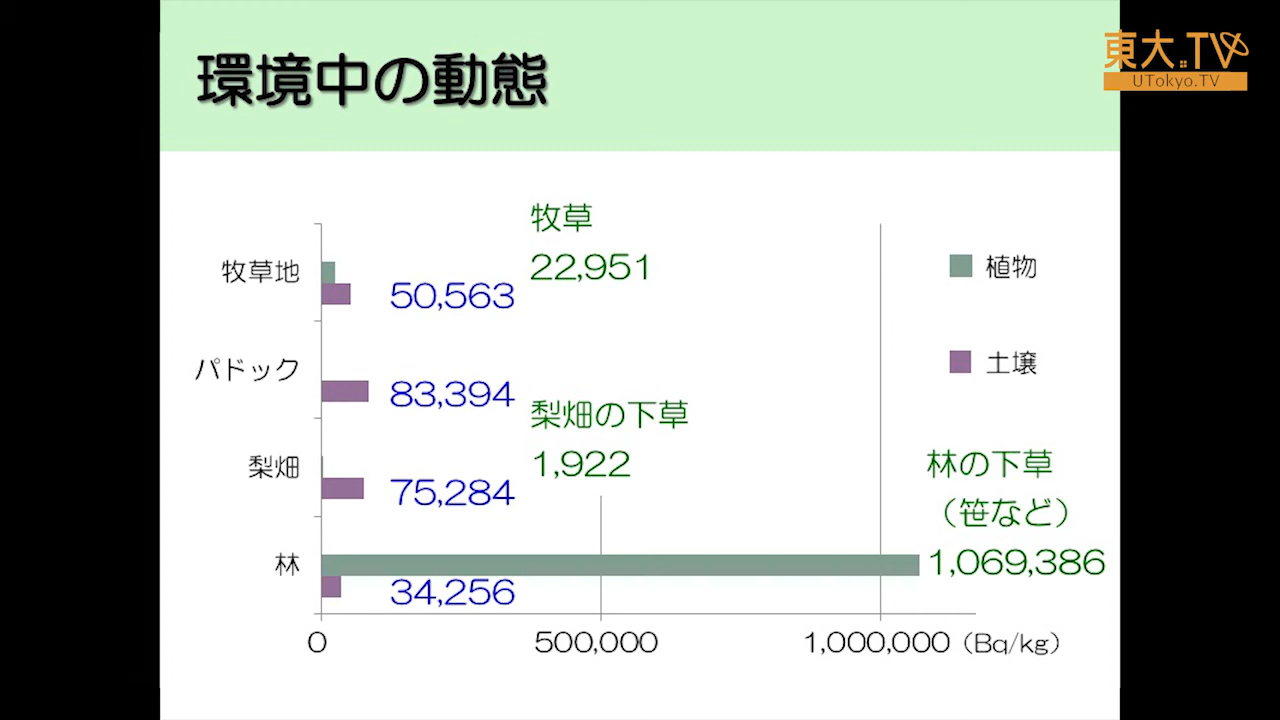 環境中の動態
東大.TV
UTokyo.TV
牧草
22,951
牧草地
50,563
植物
パドック
83,394
土壌
梨畑の下草
1,922
梨畑
75,284
林の下草
（笹など）
1,069,386
林
34,256
0
500,000
1,000,000
（Bq/kg）